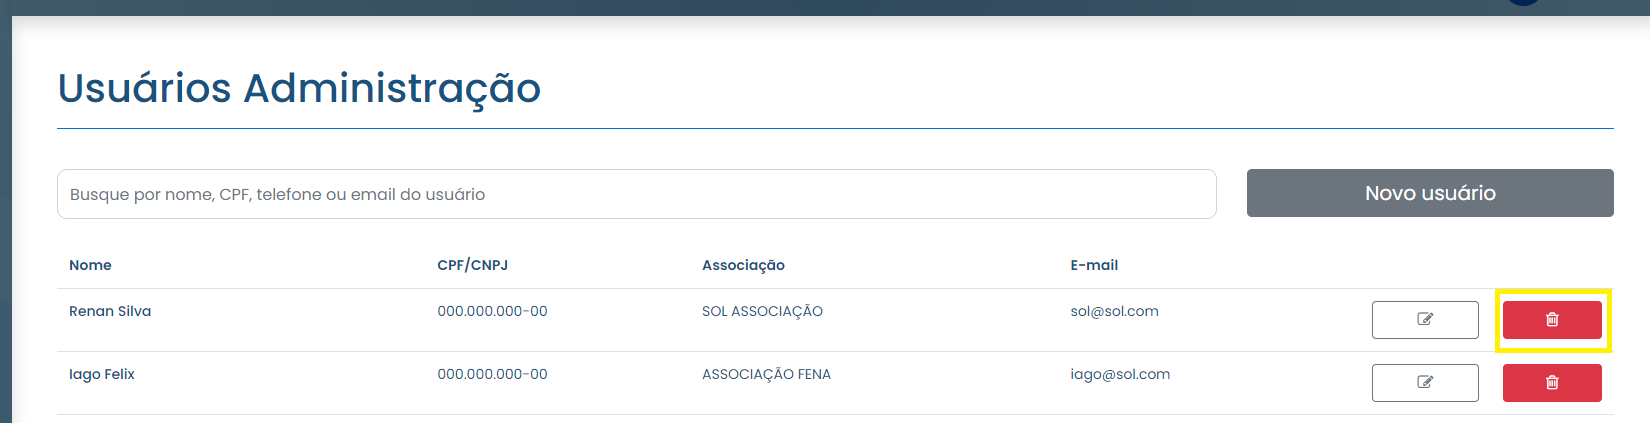 Usuários Administração
Busque por nome, CPF, telefone ou email do usuário
Novo usuário
Nome CPF/CNPJ Associação E-mail
Renan Silva 000.000.000-00 SOL ASSOCIAÇÃO sol@sol.com
Iago Felix 000.000.000-00 ASSOCIAÇÃO FENA iago@sol.com